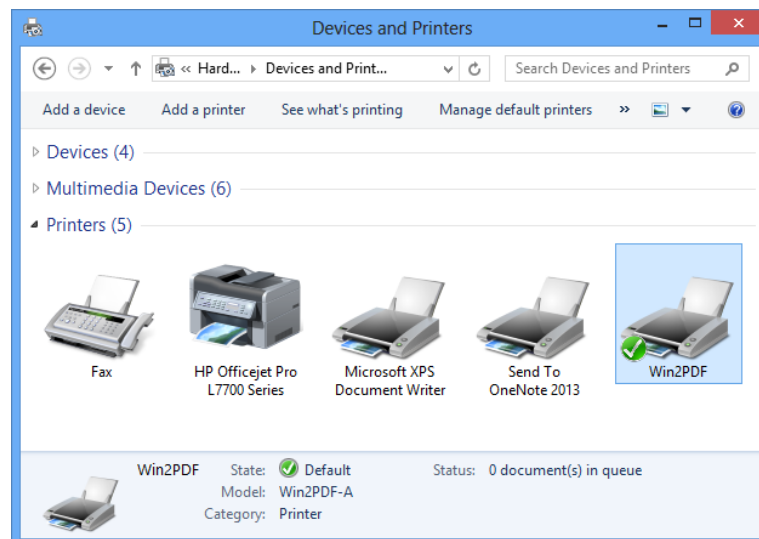 Devices and Printers
« Hard... Devices and Print... Search Devices and Printers
Add a device Add a printer See what's printing Manage default printers »
Devices (4)
Multimedia Devices (6)
Printers (5)
Fax HP Officejet Pro Microsoft XPS Send To Win2PDF
L7700 Series Document Writer OneNote 2013
Win2PDF State: Default Status: 0 document(s) in queue
Model: Win2PDF-A
Category: Printer